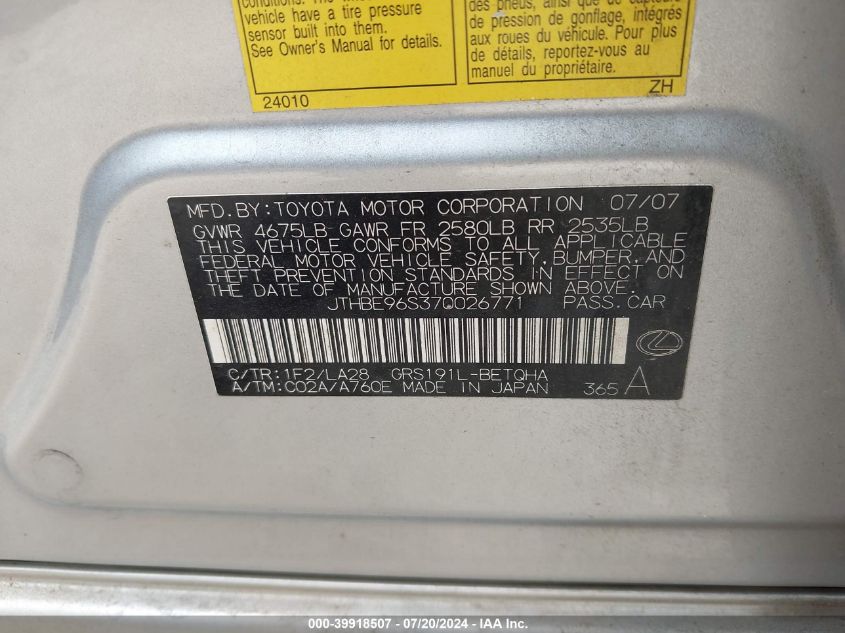 conditions.
vehicle have a tire pressure
sensor built into them.
See Owner's Manual for details.
24010
des pneus, ainsi que de capteurs
de pression de gonflage, intégrés
aux roues du véhicule. Pour plus
de détails, reportez-vous au
manuel du propriétaire.
ZH
MFD.BY:TOYOTA MOTOR CORPORATION 07/07
GVWR 4675LB GAWR FR 2580LB RR 2535LB
THIS VEHICLE CONFORMS TO ALL APPLICABLE
FEDERAL MOTOR VEHICLE SAFETY,BUMPER,AND
THEFT PREVENTION STANDARDS IN EFFECT ON
THE DATE OF MANUFACTURE SHOWN ABOVE.
JTHBE96S37Q026771 PASS.CAR
C/TR:1F2/LA28 GRS191L-BETQHA
A/TM:C02A/A760E MADE IN JAPAN 365 A
000-39918507 - 07/20/2024 - IAA Inc.